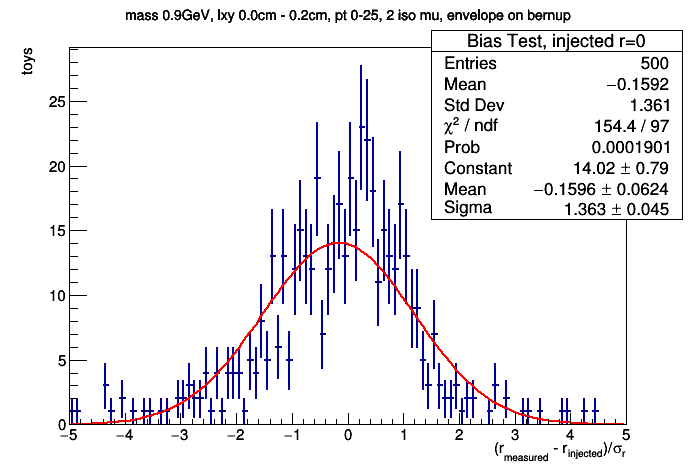 mass 0.9GeV, lxy 0.0cm - 0.2cm, pt 0-25, 2 iso mu, envelope on bernup
Bias Test, injected r=0
Entries 500
Mean −0.1592
Std Dev 1.361
χ² / ndf 154.4 / 97
Prob 0.0001901
Constant 14.02 ± 0.79
Mean −0.1596 ± 0.0624
Sigma 1.363 ± 0.045
toys
25
20
15
10
5
0
−5 −4 −3 −2 −1 0 1 2 3 4 5
(r_measured - r_injected)/σ_r